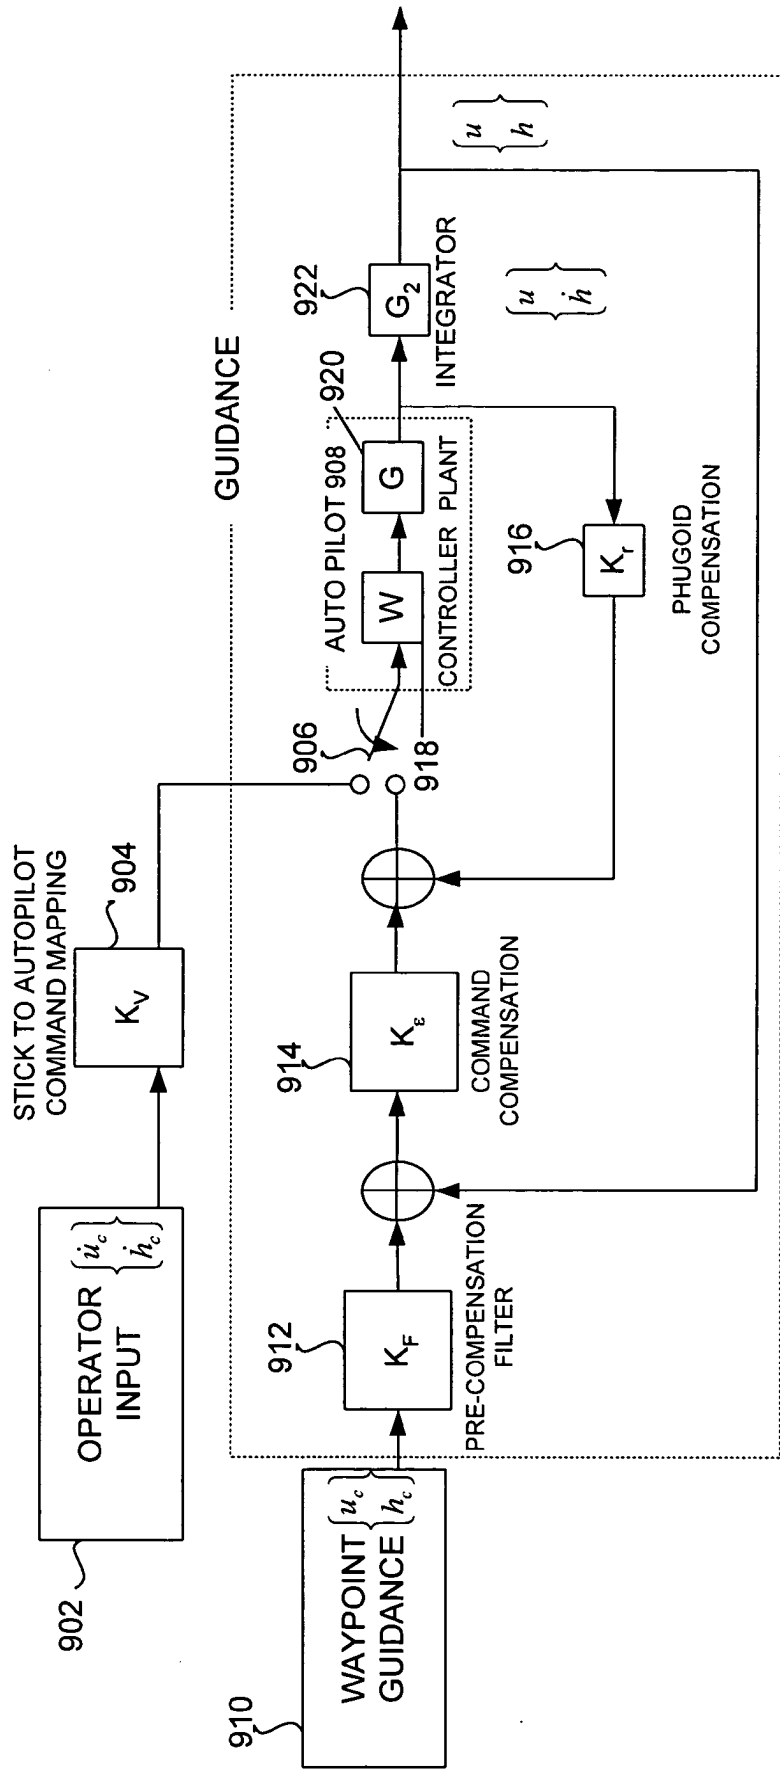 902
OPERATOR
INPUT
{u̇c
ḣc}
STICK TO AUTOPILOT
COMMAND MAPPING
KV
904
GUIDANCE
910
WAYPOINT
GUIDANCE
{uc
hc}
912
KF
PRE-COMPENSATION
FILTER
914
Kε
COMMAND
COMPENSATION
906
918
AUTO PILOT 908
W
G
920
CONTROLLER PLANT
922
G2
INTEGRATOR
{u
h}
{u
ḣ}
916
Kr
PHUGOID
COMPENSATION